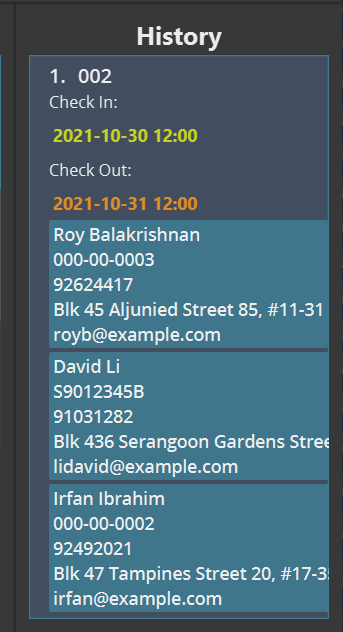 History
1. 002
Check In:
2021-10-30 12:00
Check Out:
2021-10-31 12:00
Roy Balakrishnan
000-00-0003
92624417
Blk 45 Aljunied Street 85, #11-31
royb@example.com
David Li
S9012345B
91031282
Blk 436 Serangoon Gardens Stree
lidavid@example.com
Irfan Ibrahim
000-00-0002
92492021
Blk 47 Tampines Street 20, #17-3
irfan@example.com